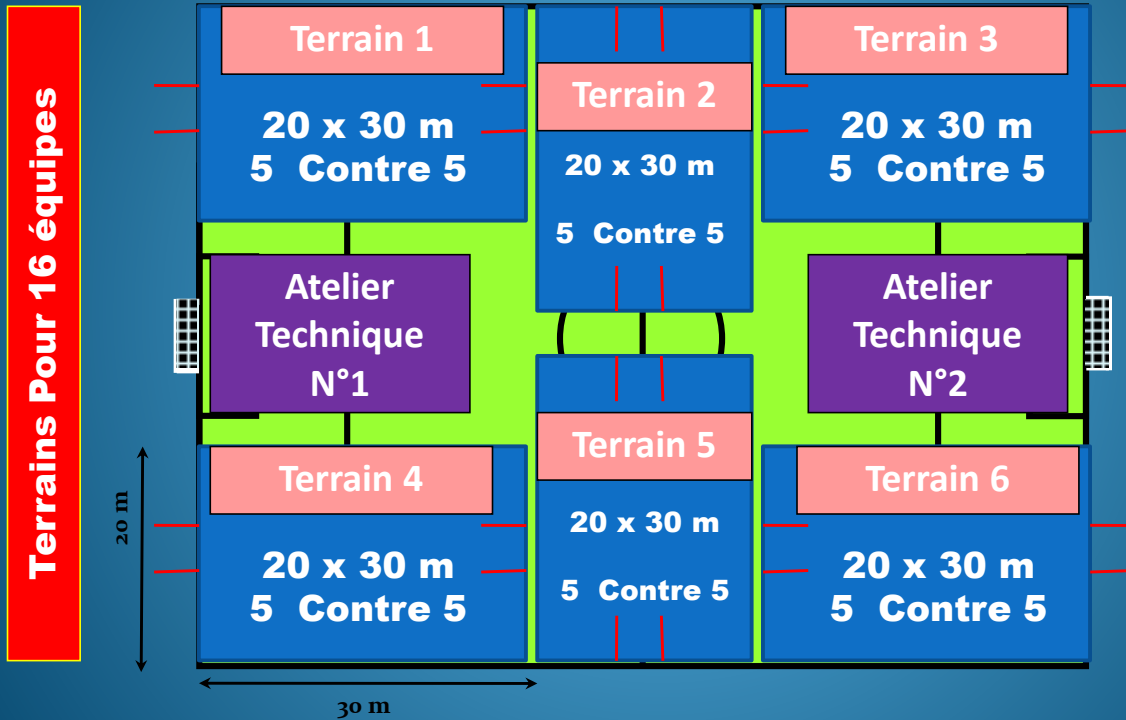 Terrains Pour 16 équipes
Terrain 1
20 x 30 m
5 Contre 5
Terrain 2
20 x 30 m
5 Contre 5
Terrain 3
20 x 30 m
5 Contre 5
Atelier
Technique
N°1
Atelier
Technique
N°2
Terrain 4
20 x 30 m
5 Contre 5
Terrain 5
20 x 30 m
5 Contre 5
Terrain 6
20 x 30 m
5 Contre 5
20 m
30 m